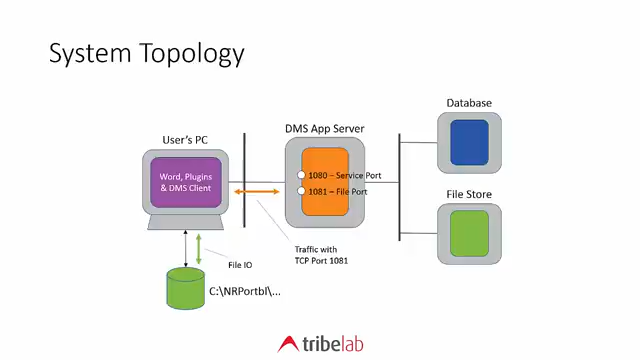 System Topology
Database
DMS App Server
User's PC
Word, Plugins
& DMS Client
1080 – Service Port
1081 – File Port
File Store
Traffic with
TCP Port 1081
File IO
C:\NRPortbl\...
tribelab